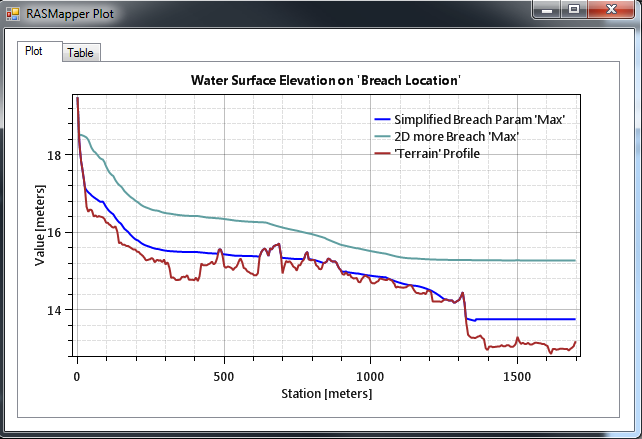 RASMapper Plot
Plot Table
Water Surface Elevation on 'Breach Location'
Simplified Breach Param 'Max'
2D more Breach 'Max'
'Terrain' Profile
18
16
14
Value [meters]
0 500 1000 1500
Station [meters]